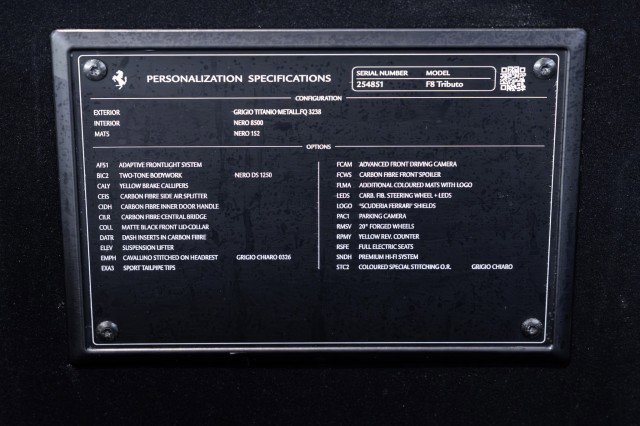 PERSONALIZATION SPECIFICATIONS
SERIAL NUMBER MODEL
254851 F8 Tributo
CONFIGURATION
EXTERIOR GRIGIO TITANIO METALL.FQ 3238
INTERIOR NERO 8500
MATS NERO 152
OPTIONS
AFS1 ADAPTIVE FRONTLIGHT SYSTEM
BIC2 TWO-TONE BODYWORK NERO DS 1250
CALY YELLOW BRAKE CALLIPERS
CEIS CARBON FIBRE SIDE AIR SPLITTER
CIDH CARBON FIBRE INNER DOOR HANDLE
CILR CARBON FIBRE CENTRAL BRIDGE
COLL MATTE BLACK FRONT LID-COLLAR
DATR DASH INSERTS IN CARBON FIBRE
ELEV SUSPENSION LIFTER
EMPH CAVALLINO STITCHED ON HEADREST GRIGIO CHIARO 0326
EXA3 SPORT TAILPIPE TIPS
FCAM ADVANCED FRONT DRIVING CAMERA
FCWS CARBON FIBRE FRONT SPOILER
FLMA ADDITIONAL COLOURED MATS WITH LOGO
LEDS CARB. FIB. STEERING WHEEL + LEDS
LOGO "SCUDERIA FERRARI" SHIELDS
PAC1 PARKING CAMERA
RMSV 20" FORGED WHEELS
RPMY YELLOW REV. COUNTER
RSFE FULL ELECTRIC SEATS
SNDH PREMIUM HI-FI SYSTEM
STC2 COLOURED SPECIAL STITCHING O.R. GRIGIO CHIARO